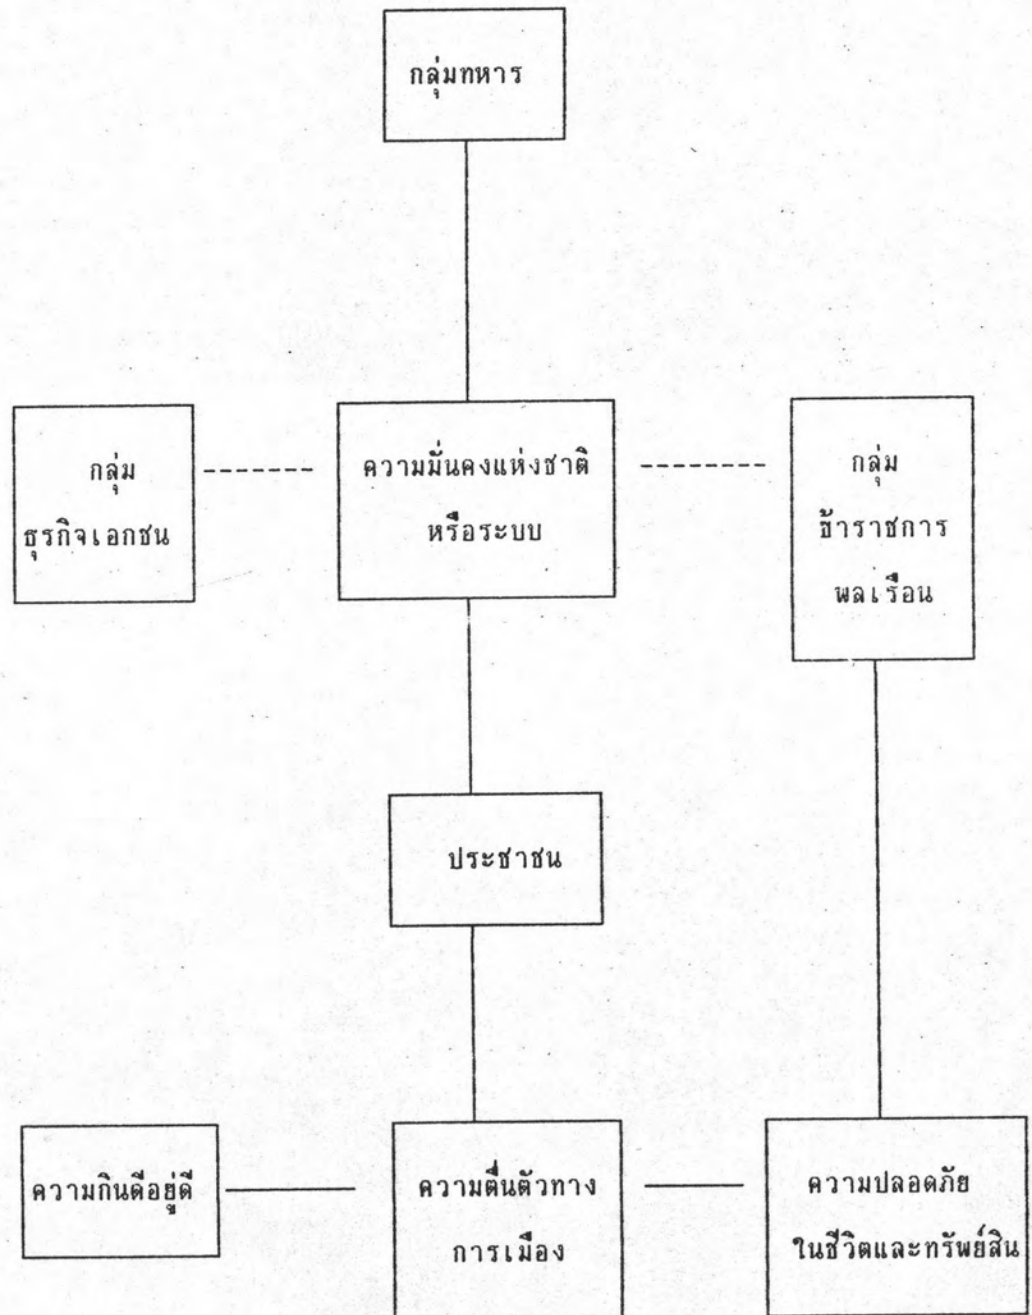 กลุ่มทหาร
กลุ่ม
ธุรกิจเอกชน
ความมั่นคงแห่งชาติ
หรือระบบ
กลุ่ม
ข้าราชการ
พลเรือน
ประชาชน
ความกินดีอยู่ดี
ความตื่นตัวทาง
การเมือง
ความปลอดภัย
ในชีวิตและทรัพย์สิน